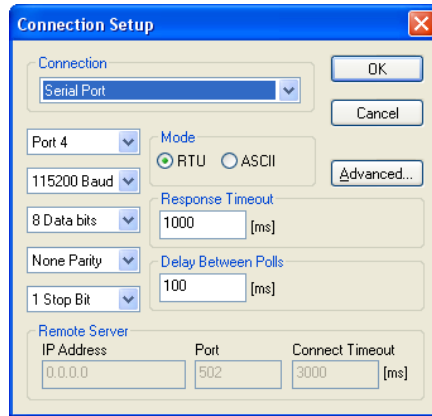 Connection Setup
Connection
OK
Serial Port
Cancel
Port 4
Mode
RTU ASCII
Advanced...
115200 Baud
Response Timeout
8 Data bits
1000 [ms]
None Parity
Delay Between Polls
1 Stop Bit
100 [ms]
Remote Server
IP Address Port Connect Timeout
0.0.0.0 502 3000 [ms]